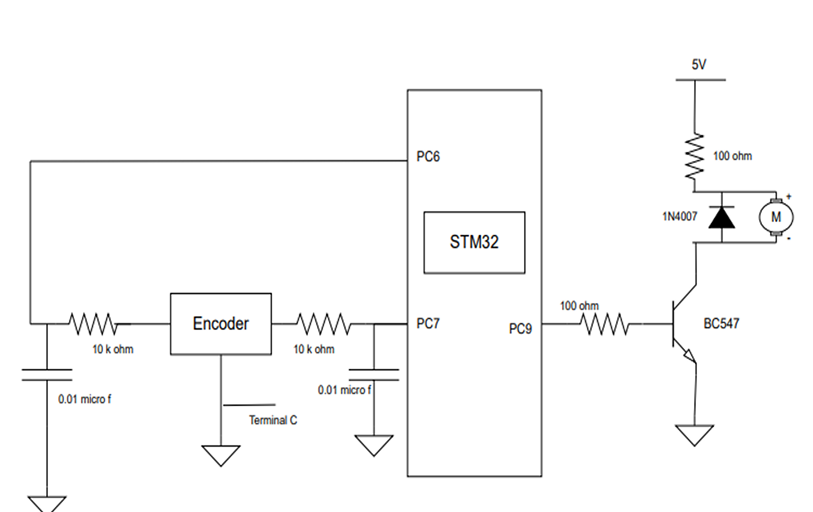 5V
100 ohm
PC6
1N4007
+
M
-
STM32
100 ohm
Encoder
PC7
PC9
BC547
10 k ohm
10 k ohm
0.01 micro f
0.01 micro f
Terminal C